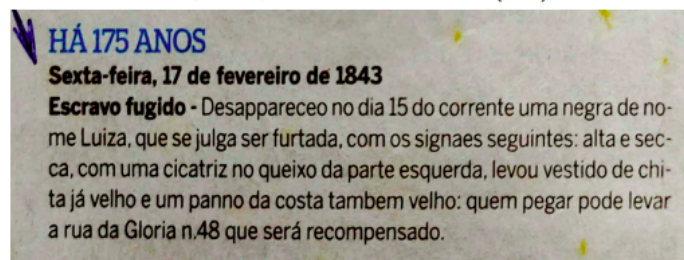 HÁ 175 ANOS
Sexta-feira, 17 de fevereiro de 1843
Escravo fugido - Desappareceo no dia 15 do corrente uma negra de no-
me Luiza, que se julga ser furtada, com os signaes seguintes: alta e sec-
ca, com uma cicatriz no queixo da parte esquerda, levou vestido de chi-
ta já velho e um panno da costa tambem velho: quem pegar pode levar
a rua da Gloria n.48 que será recompensado.